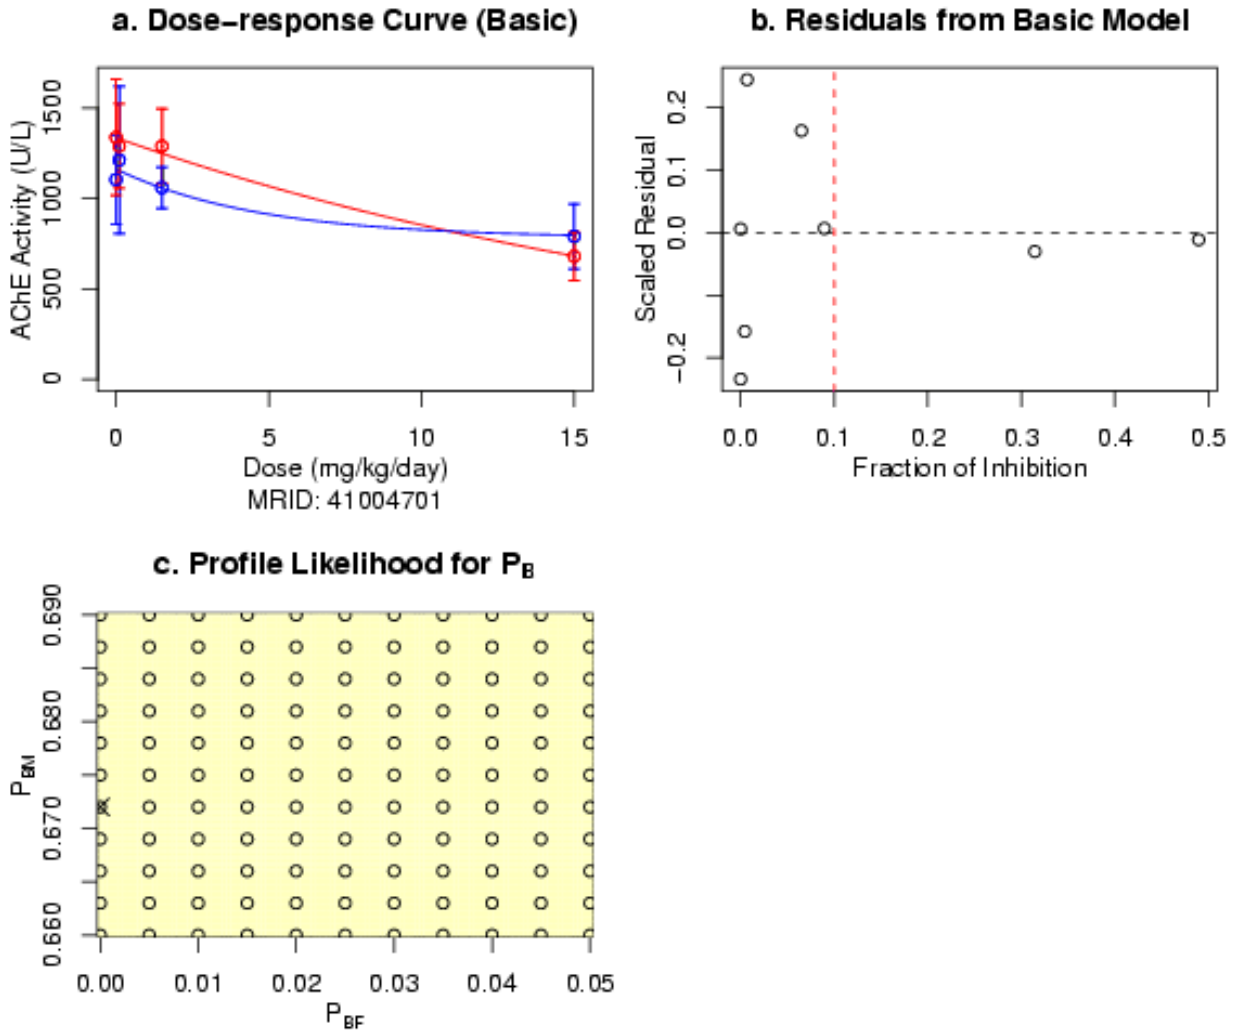 a. Dose-response Curve (Basic)
AChE Activity (U/L)
1500
1000
500
0
0 5 10 15
Dose (mg/kg/day)
MRID: 41004701
b. Residuals from Basic Model
Scaled Residual
0.2
0.1
0.0
-0.2
0.0 0.1 0.2 0.3 0.4 0.5
Fraction of Inhibition
c. Profile Likelihood for PB
PBM
0.690
0.680
0.670
0.660
0.00 0.01 0.02 0.03 0.04 0.05
PBF